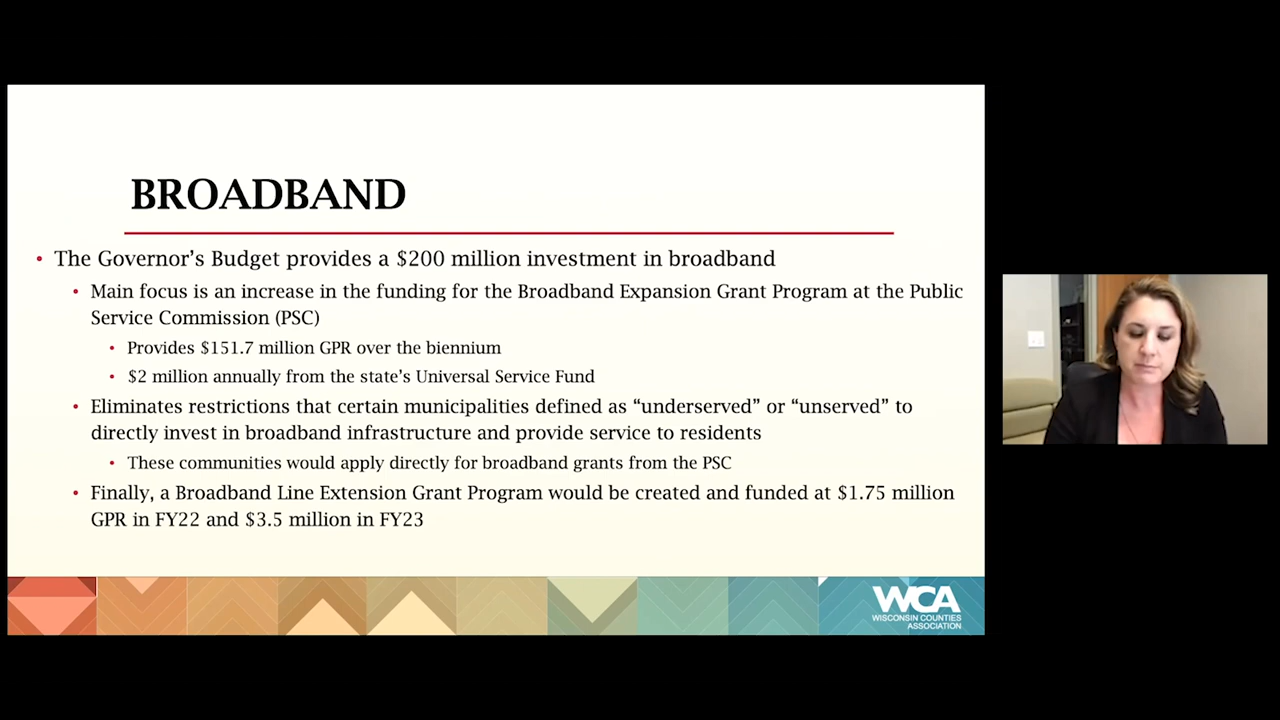 BROADBAND
• The Governor's Budget provides a $200 million investment in broadband
• Main focus is an increase in the funding for the Broadband Expansion Grant Program at the Public
Service Commission (PSC)
• Provides $151.7 million GPR over the biennium
• $2 million annually from the state's Universal Service Fund
• Eliminates restrictions that certain municipalities defined as “underserved” or “unserved” to
directly invest in broadband infrastructure and provide service to residents
• These communities would apply directly for broadband grants from the PSC
• Finally, a Broadband Line Extension Grant Program would be created and funded at $1.75 million
GPR in FY22 and $3.5 million in FY23
WCA
WISCONSIN COUNTIES
ASSOCIATION